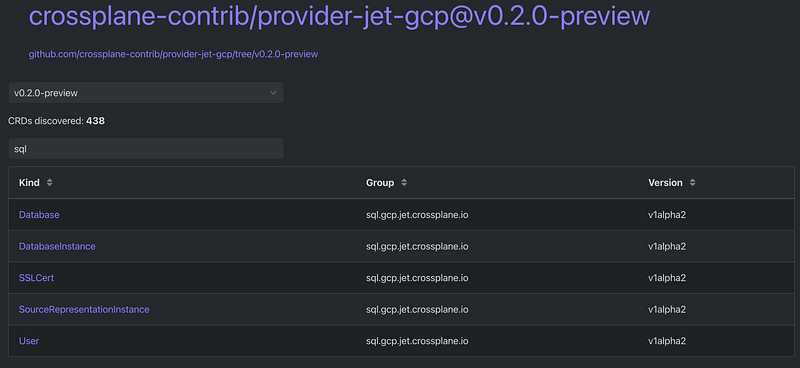 crossplane-contrib/provider-jet-gcp@v0.2.0-preview
github.com/crossplane-contrib/provider-jet-gcp/tree/v0.2.0-preview
v0.2.0-preview
CRDs discovered: 438
sql
Kind Group Version
Database sql.gcp.jet.crossplane.io v1alpha2
DatabaseInstance sql.gcp.jet.crossplane.io v1alpha2
SSLCert sql.gcp.jet.crossplane.io v1alpha2
SourceRepresentationInstance sql.gcp.jet.crossplane.io v1alpha2
User sql.gcp.jet.crossplane.io v1alpha2